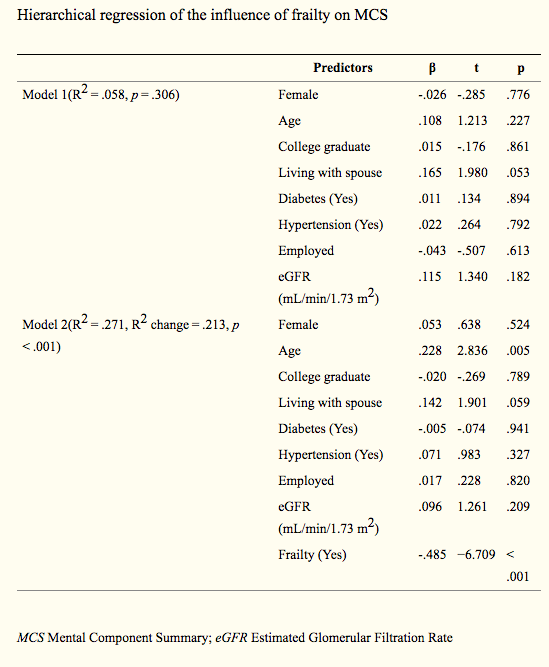 Hierarchical regression of the influence of frailty on MCS
Predictors β t p
Model 1(R2 = .058, p = .306) Female -.026 -.285 .776
Age .108 1.213 .227
College graduate .015 -.176 .861
Living with spouse .165 1.980 .053
Diabetes (Yes) .011 .134 .894
Hypertension (Yes) .022 .264 .792
Employed -.043 -.507 .613
eGFR .115 1.340 .182
(mL/min/1.73 m2)
Model 2(R2 = .271, R2 change = .213, p Female .053 .638 .524
< .001) Age .228 2.836 .005
College graduate -.020 -.269 .789
Living with spouse .142 1.901 .059
Diabetes (Yes) -.005 -.074 .941
Hypertension (Yes) .071 .983 .327
Employed .017 .228 .820
eGFR .096 1.261 .209
(mL/min/1.73 m2)
Frailty (Yes) -.485 −6.709 <
.001
MCS Mental Component Summary; eGFR Estimated Glomerular Filtration Rate